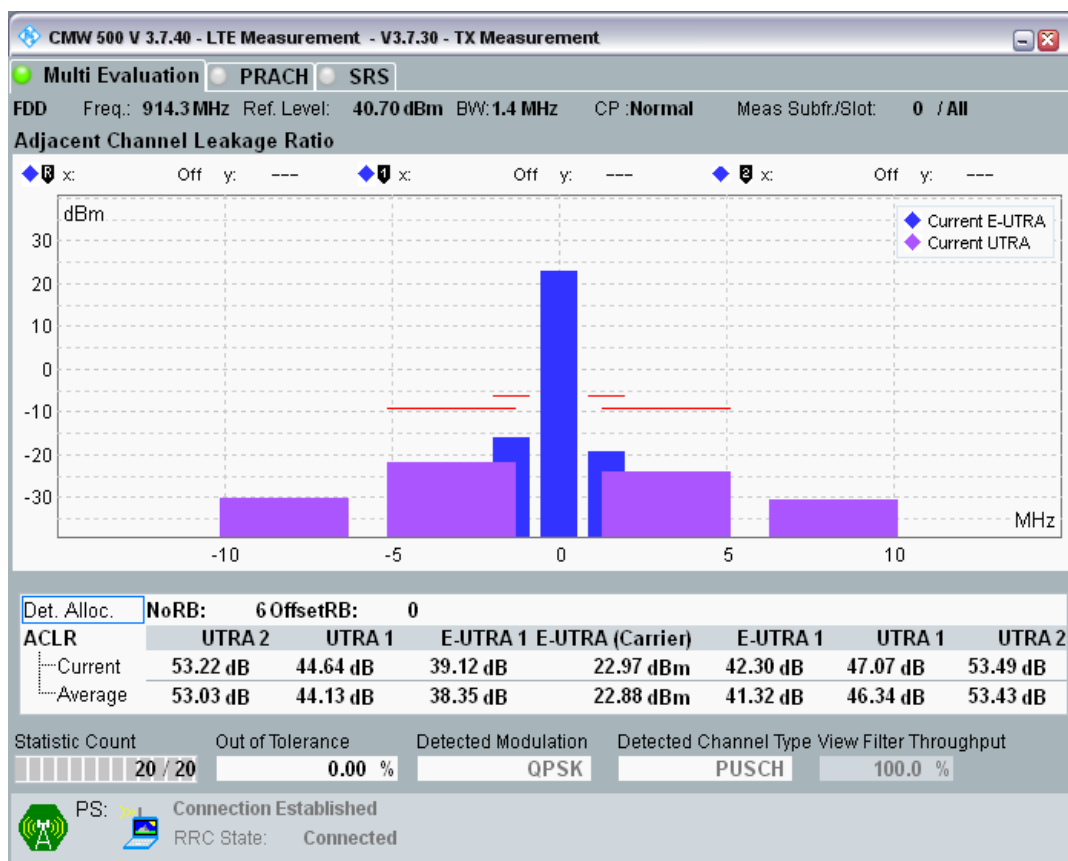 CMW 500 V 3.7.40 - LTE Measurement - V3.7.30 - TX Measurement
Multi Evaluation PRACH SRS
FDD Freq.: 914.3 MHz Ref. Level: 40.70 dBm BW: 1.4 MHz CP :Normal Meas Subfr./Slot: 0 / All
Adjacent Channel Leakage Ratio
R x: Off y: --- 1 x: Off y: --- 2 x: Off y: ---
dBm
Current E-UTRA
Current UTRA
30
20
10
0
-10
-20
-30
MHz
-10 -5 0 5 10
Det. Alloc. NoRB: 6 OffsetRB: 0
ACLR UTRA 2 UTRA 1 E-UTRA 1 E-UTRA (Carrier) E-UTRA 1 UTRA 1 UTRA 2
Current 53.22 dB 44.64 dB 39.12 dB 22.97 dBm 42.30 dB 47.07 dB 53.49 dB
Average 53.03 dB 44.13 dB 38.35 dB 22.88 dBm 41.32 dB 46.34 dB 53.43 dB
Statistic Count Out of Tolerance Detected Modulation Detected Channel Type View Filter Throughput
20 / 20 0.00 % QPSK PUSCH 100.0 %
PS: Connection Established
RRC State: Connected